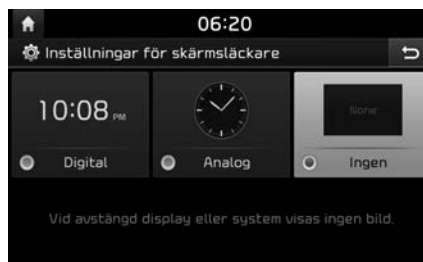 06:20
Inställningar för skärmsläckare
10:08 PM
None
Digital
Analog
Ingen
Vid avstängd display eller system visas ingen bild.